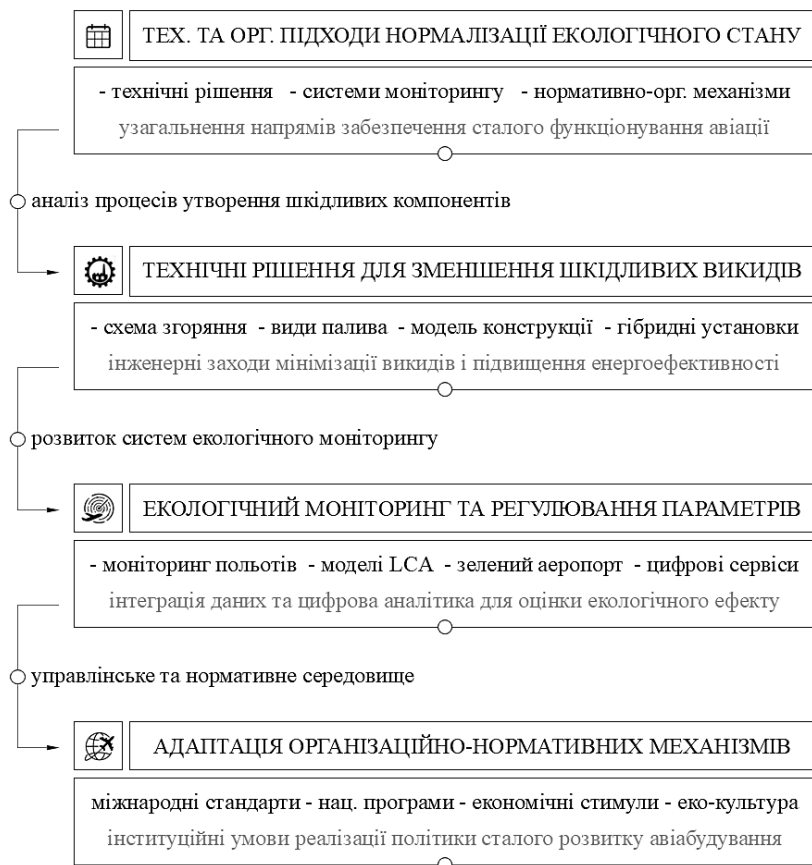 ТЕХ. ТА ОРГ. ПІДХОДИ НОРМАЛІЗАЦІЇ ЕКОЛОГІЧНОГО СТАНУ
- технічні рішення - системи моніторингу - нормативно-орг. механізми
узагальнення напрямів забезпечення сталого функціонування авіації
аналіз процесів утворення шкідливих компонентів
ТЕХНІЧНІ РІШЕННЯ ДЛЯ ЗМЕНШЕННЯ ШКІДЛИВИХ ВИКИДІВ
- схема згоряння - види палива - модель конструкції - гібридні установки
інженерні заходи мінімізації викидів і підвищення енергоефективності
розвиток систем екологічного моніторингу
ЕКОЛОГІЧНИЙ МОНІТОРИНГ ТА РЕГУЛЮВАННЯ ПАРАМЕТРІВ
- моніторинг польотів - моделі LCA - зелений аеропорт - цифрові сервіси
інтеграція даних та цифрова аналітика для оцінки екологічного ефекту
управлінське та нормативне середовище
АДАПТАЦІЯ ОРГАНІЗАЦІЙНО-НОРМАТИВНИХ МЕХАНІЗМІВ
міжнародні стандарти - нац. програми - економічні стимули - еко-культура
інституційні умови реалізації політики сталого розвитку авіабудування